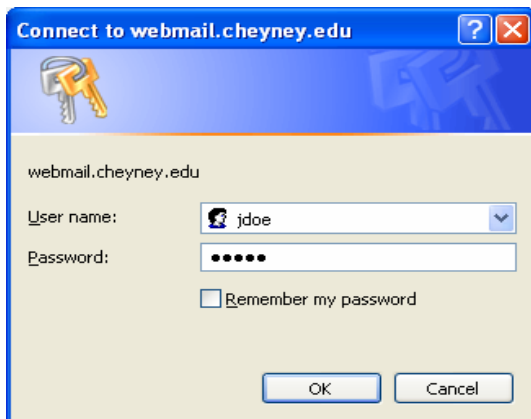 Connect to webmail.cheyney.edu
webmail.cheyney.edu
User name: jdoe
Password: •••••
Remember my password
OK Cancel